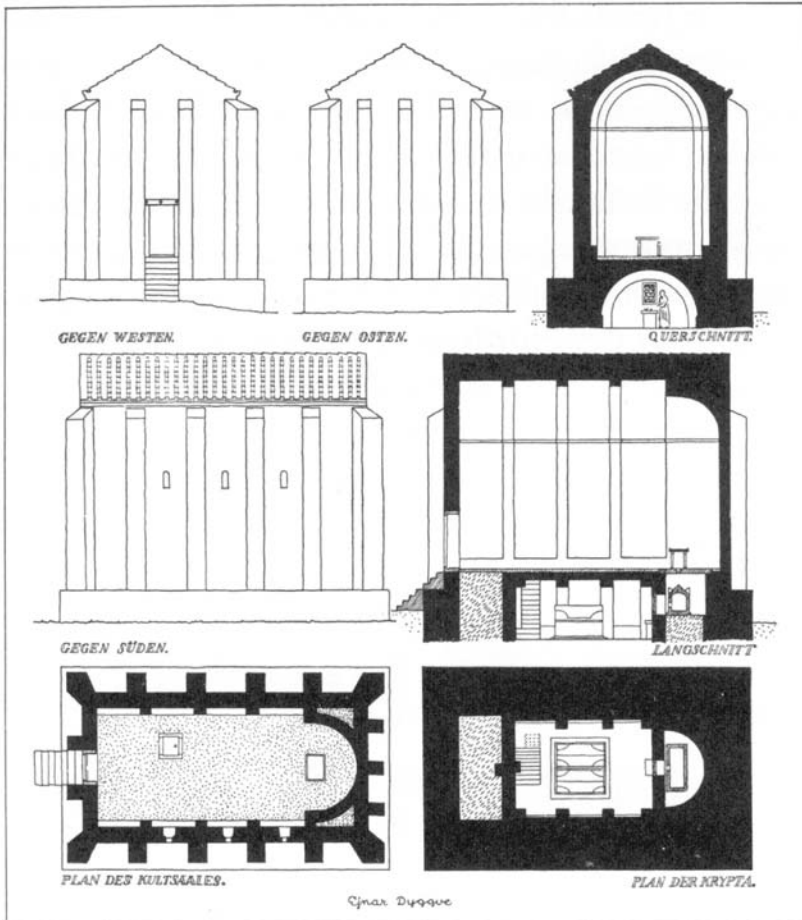 GEGEN WESTEN.
GEGEN OSTEN.
QUERSCHNITT.
GEGEN SÜDEN.
LANGSCHNITT
PLAN DES KULTSAALES.
PLAN DER KRYPTA.
Ejnar Dyggve